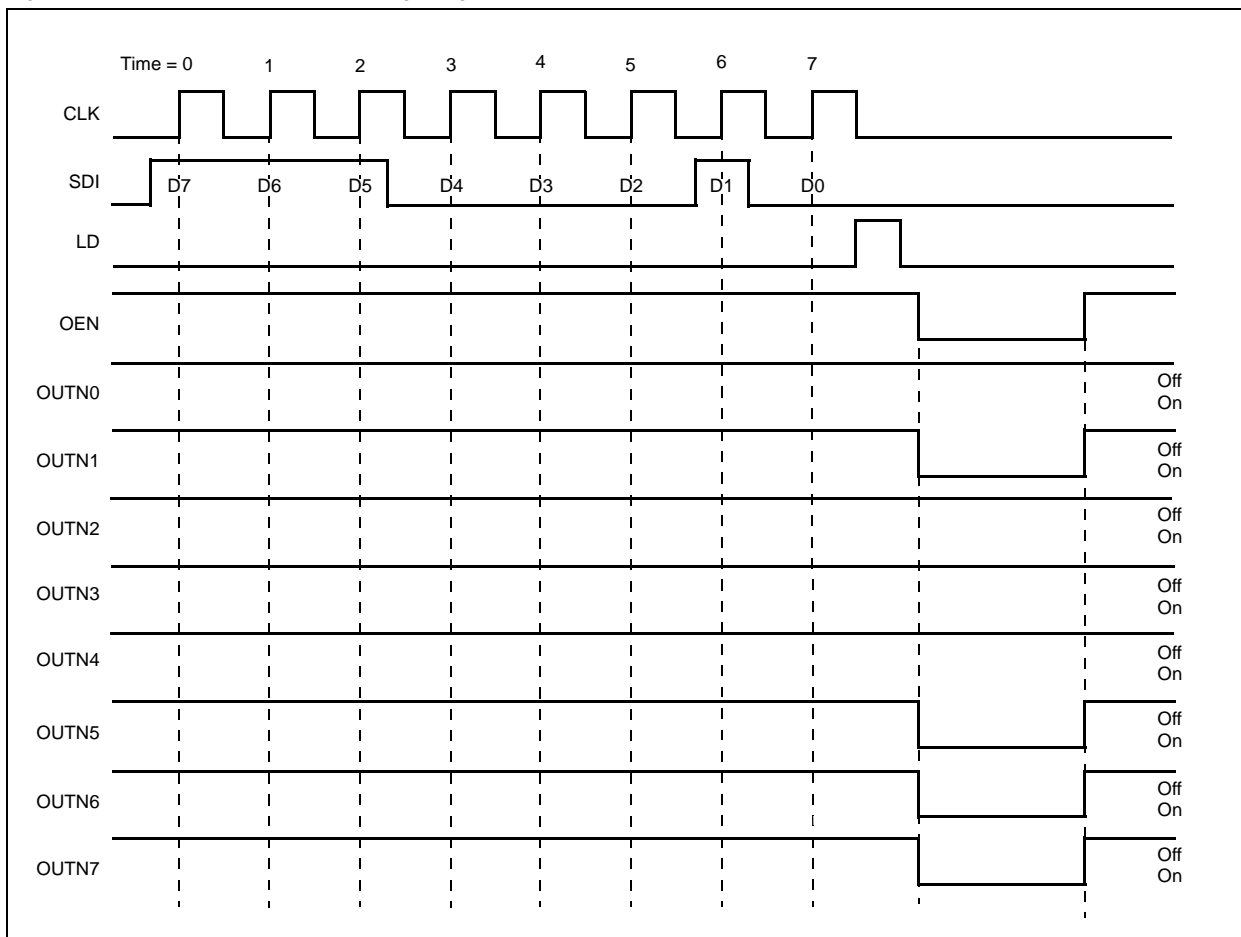 Time = 0 1 2 3 4 5 6 7
CLK
SDI D7 D6 D5 D4 D3 D2 D1 D0
LD
OEN
OUTN0 Off
On
OUTN1 Off
On
OUTN2 Off
On
OUTN3 Off
On
OUTN4 Off
On
OUTN5 Off
On
OUTN6 Off
On
OUTN7 Off
On